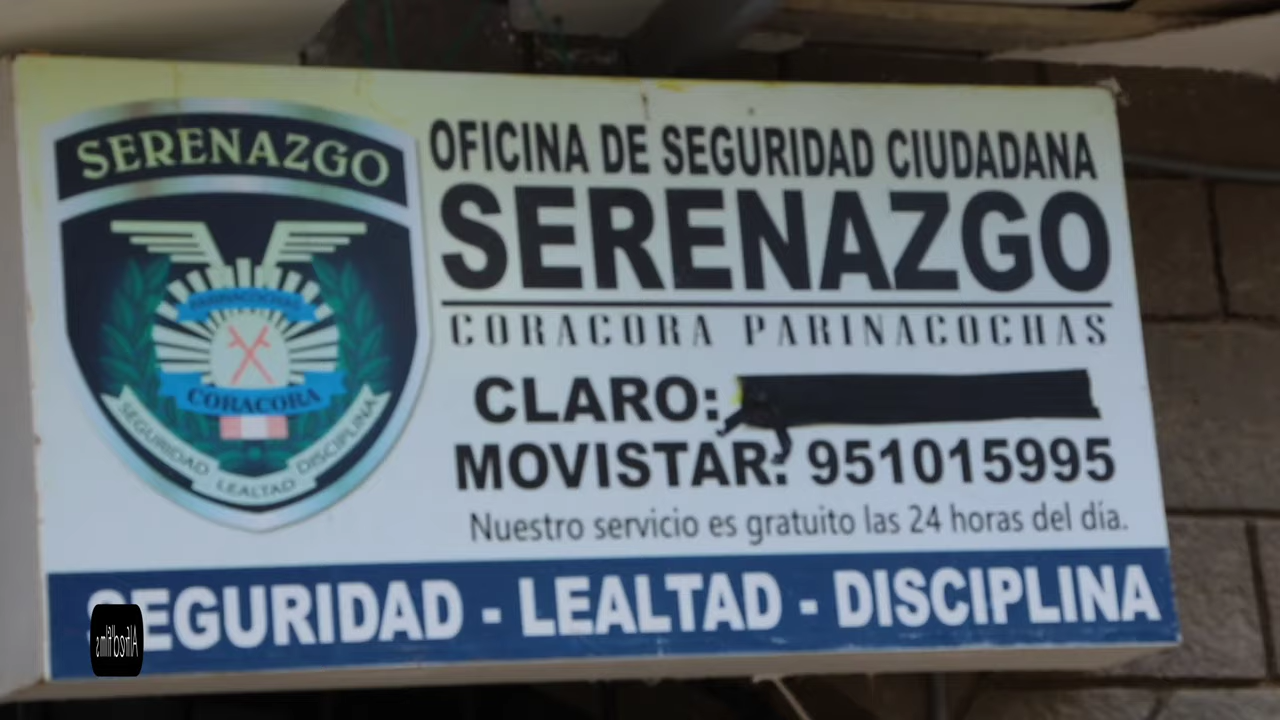 SERENAZGO
PARINACOCHAS
CORACORA
SEGURIDAD LEALTAD DISCIPLINA
OFICINA DE SEGURIDAD CIUDADANA
SERENAZGO
CORACORA PARINACOCHAS
CLARO:
MOVISTAR: 951015995
Nuestro servicio es gratuito las 24 horas del día.
SEGURIDAD - LEALTAD - DISCIPLINA